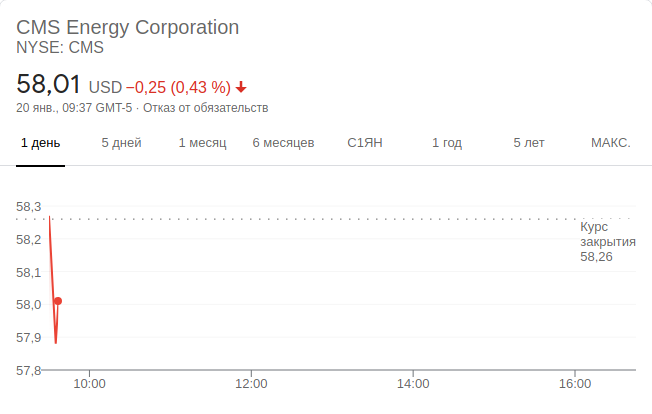 CMS Energy Corporation
NYSE: CMS
58,01 USD −0,25 (0,43 %)
20 янв., 09:37 GMT-5 · Отказ от обязательств
1 день 5 дней 1 месяц 6 месяцев С1ЯН 1 год 5 лет МАКС.
58,3
Курс
58,2
закрытия
58,26
58,1
58,0
57,9
57,8
10:00 12:00 14:00 16:00